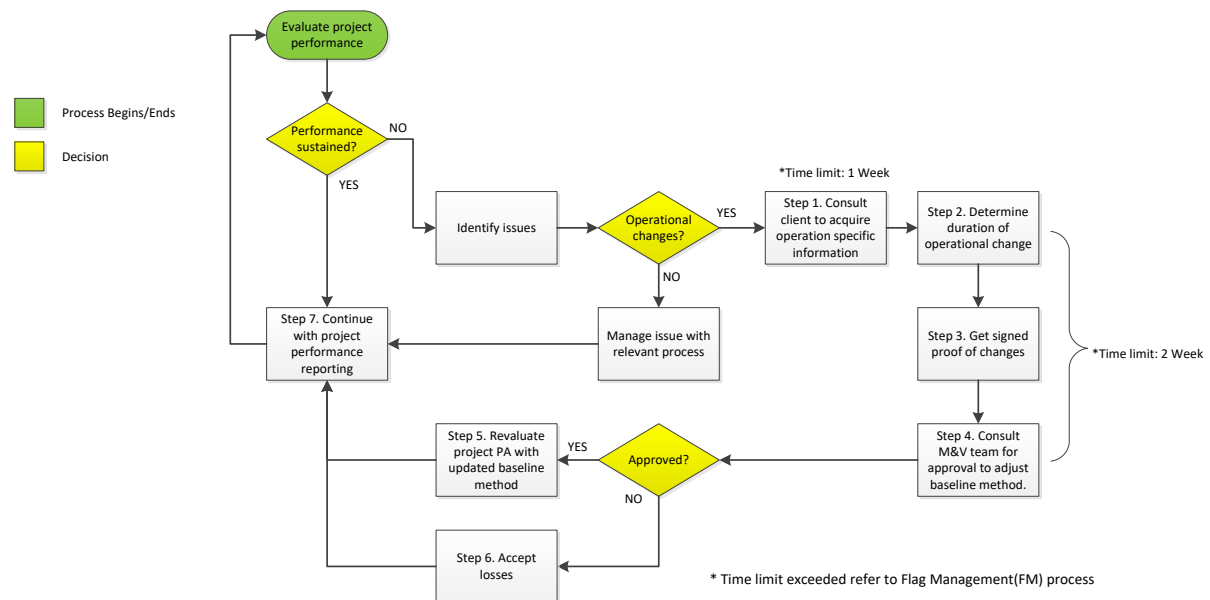 Evaluate project
performance
Process Begins/Ends
Decision
Performance
sustained?
NO
YES
Identify issues
Operational
changes?
YES
NO
*Time limit: 1 Week
Step 1. Consult
client to acquire
operation specific
information
Step 2. Determine
duration of
operational change
Step 7. Continue
with project
performance
reporting
Manage issue with
relevant process
Step 3. Get signed
proof of changes
*Time limit: 2 Week
Step 5. Revaluate
project PA with
updated baseline
method
YES
Approved?
NO
Step 4. Consult
M&V team for
approval to adjust
baseline method.
Step 6. Accept
losses
* Time limit exceeded refer to Flag Management(FM) process